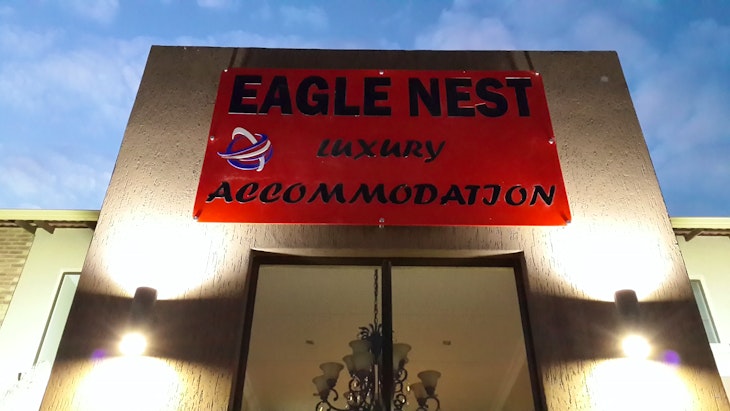 EAGLE NEST
LUXURY
ACCOMMODATION